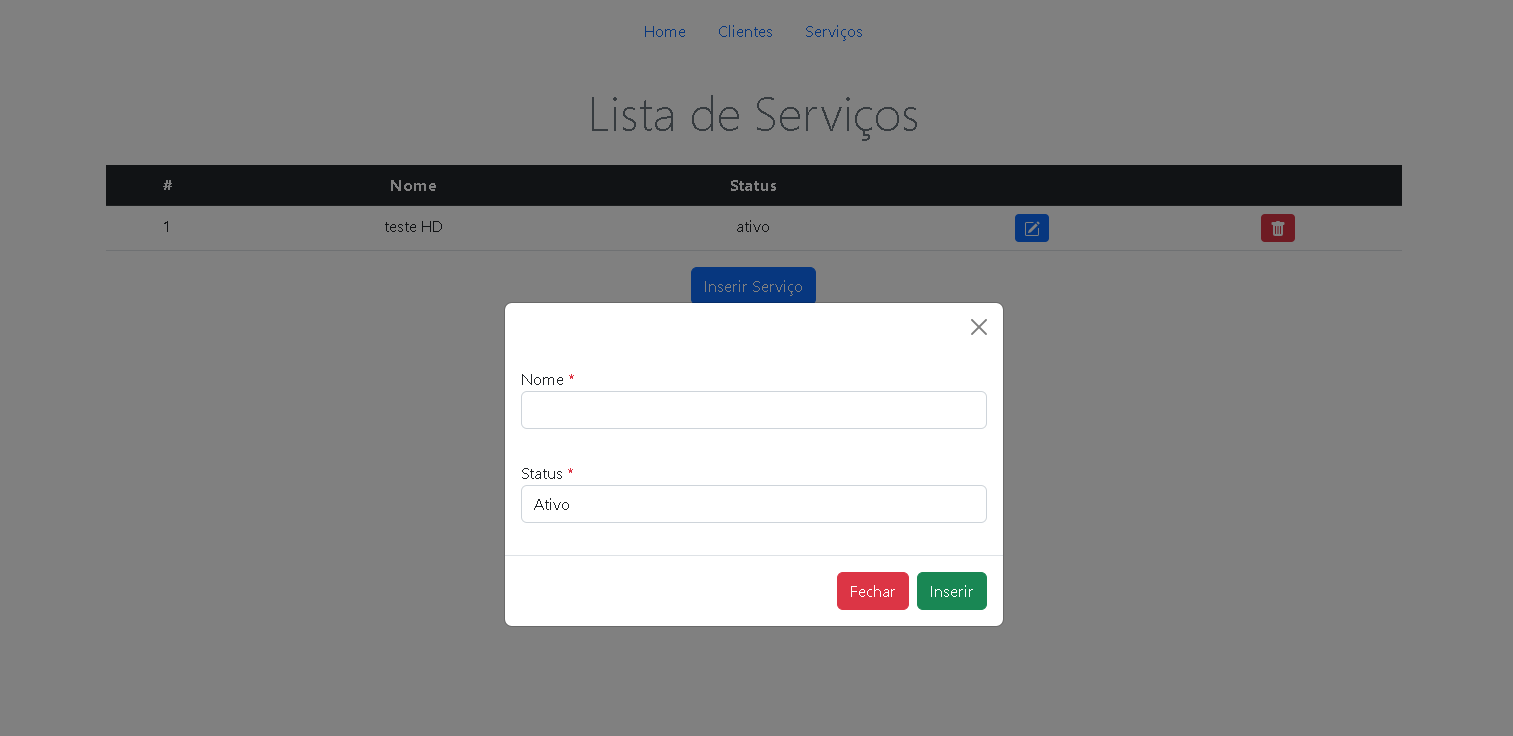 Home Clientes Serviços
Lista de Serviços
# Nome Status
1 teste HD ativo
Inserir Serviço
Nome *
Status *
Ativo
Fechar Inserir